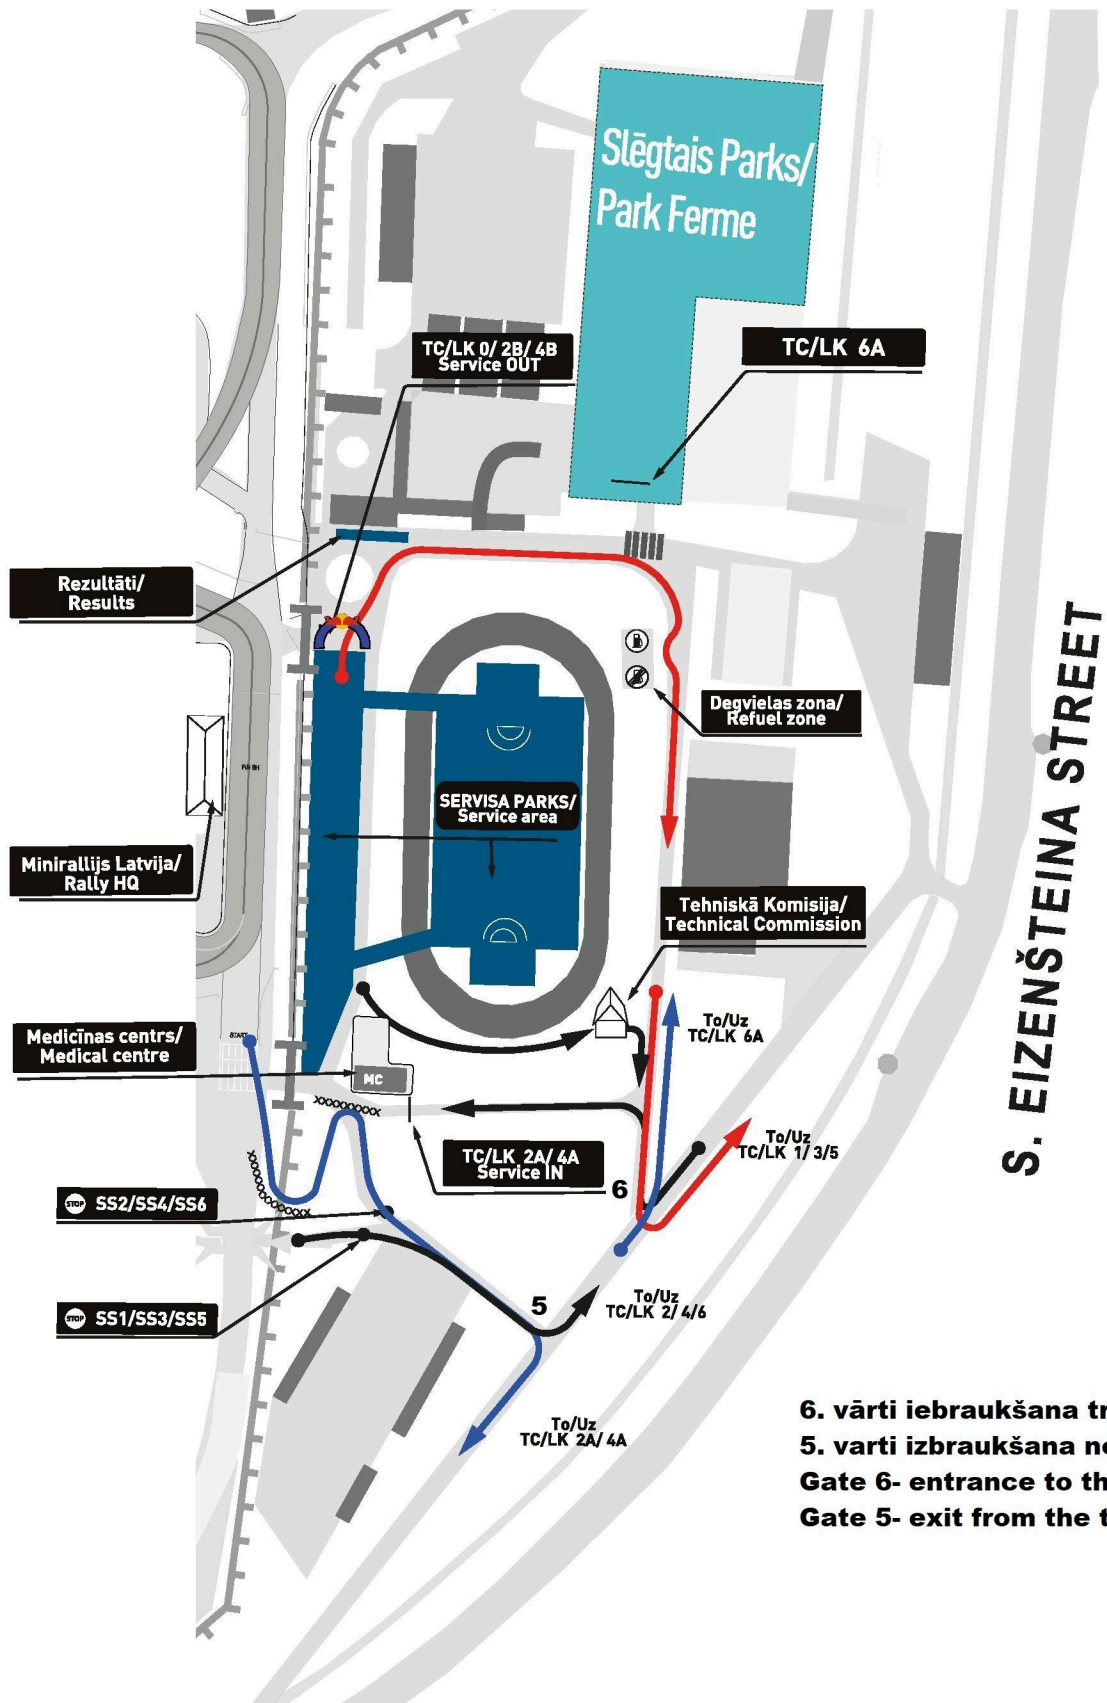 Slēgtais Parks/
Park Ferme
TC/LK 0/ 2B/ 4B
Service OUT
TC/LK 6A
Rezultāti/
Results
Degvielas zona/
Refuel zone
FINISH
SERVISA PARKS/
Service area
Minirallijs Latvija/
Rally HQ
Tehniskā Komisija/
Technical Commission
S. EIZENŠTEINA STREET
START
Medicīnas centrs/
Medical centre
MC
To/Uz
TC/LK 6A
XXXXXXXXXX
TC/LK 2A/ 4A
Service IN
To/Uz
TC/LK 1/ 3/5
6
STOP SS2/SS4/SS6
STOP SS1/SS3/SS5
5
To/Uz
TC/LK 2/ 4/6
To/Uz
TC/LK 2A/ 4A
6. vārti iebraukšana tr
5. varti izbraukšana n
Gate 6- entrance to th
Gate 5- exit from the t